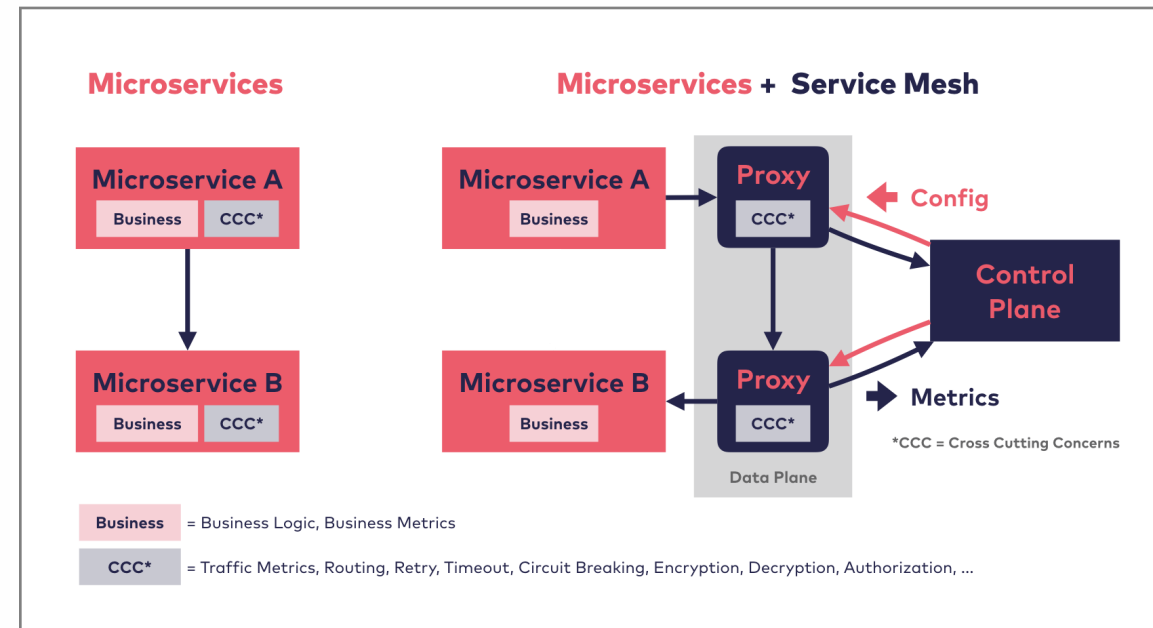 Microservices
Microservices + Service Mesh
Microservice A
Business CCC*
Microservice B
Business CCC*
Microservice A
Business
Proxy
CCC*
Config
Control
Plane
Microservice B
Business
Proxy
CCC*
Metrics
*CCC = Cross Cutting Concerns
Data Plane
Business = Business Logic, Business Metrics
CCC* = Traffic Metrics, Routing, Retry, Timeout, Circuit Breaking, Encryption, Decryption, Authorization, ...